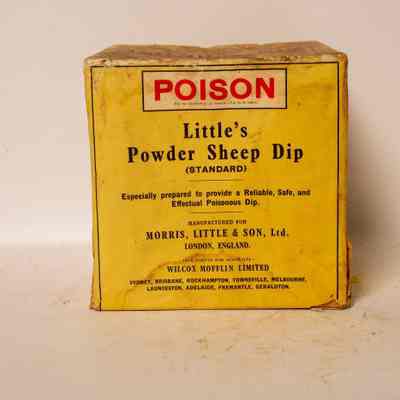 POISON
Little's
Powder Sheep Dip
(STANDARD)
Especially prepared to provide a Reliable, Safe, and
Effectual Poisonous Dip.
MANUFACTURED FOR
MORRIS, LITTLE & SON, Ltd.
LONDON, ENGLAND.
WILCOX MOFFLIN LIMITED
SYDNEY, BRISBANE, ROCKHAMPTON, TOWNSVILLE, MELBOURNE,
LAUNCESTON, ADELAIDE, FREMANTLE, GERALDTON.